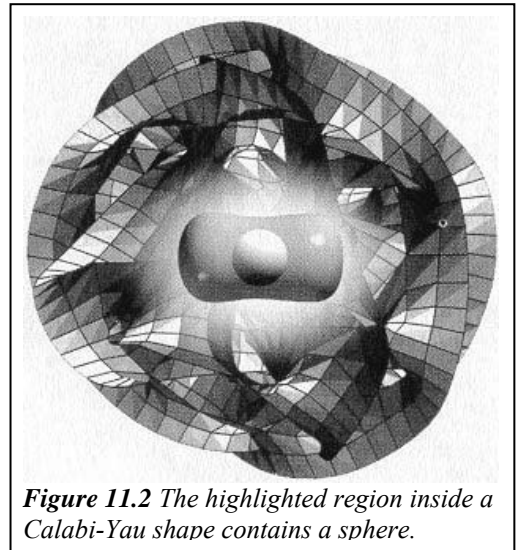 Figure 11.2 The highlighted region inside a
Calabi-Yau shape contains a sphere.